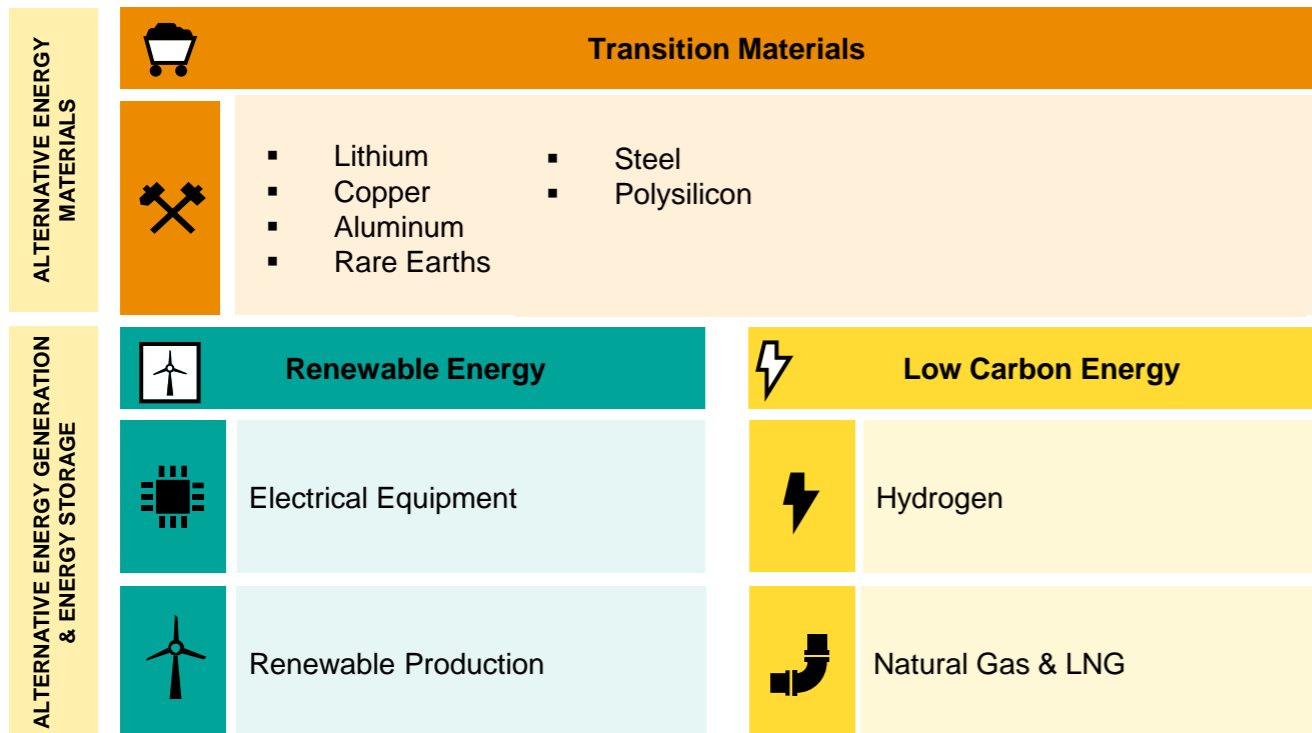 ALTERNATIVE ENERGY
MATERIALS
Transition Materials
▪ Lithium
▪ Copper
▪ Aluminum
▪ Rare Earths
▪ Steel
▪ Polysilicon
ALTERNATIVE ENERGY GENERATION
& ENERGY STORAGE
Renewable Energy
Electrical Equipment
Renewable Production
Low Carbon Energy
Hydrogen
Natural Gas & LNG